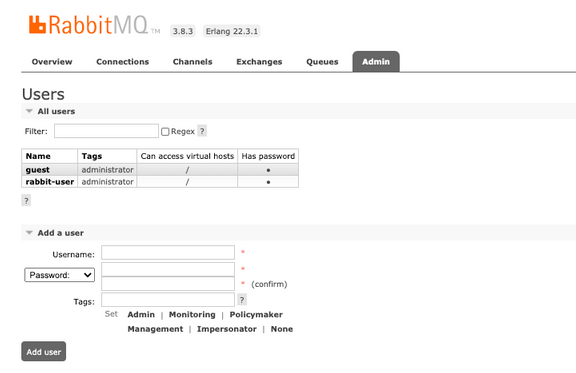 RabbitMQ TM 3.8.3 Erlang 22.3.1
Overview Connections Channels Exchanges Queues Admin
Users
All users
Filter: Regex ?
Name Tags Can access virtual hosts Has password
guest administrator / •
rabbit-user administrator / •
?
Add a user
Username: *
Password: *
* (confirm)
Tags: ?
Set Admin | Monitoring | Policymaker
Management | Impersonator | None
Add user